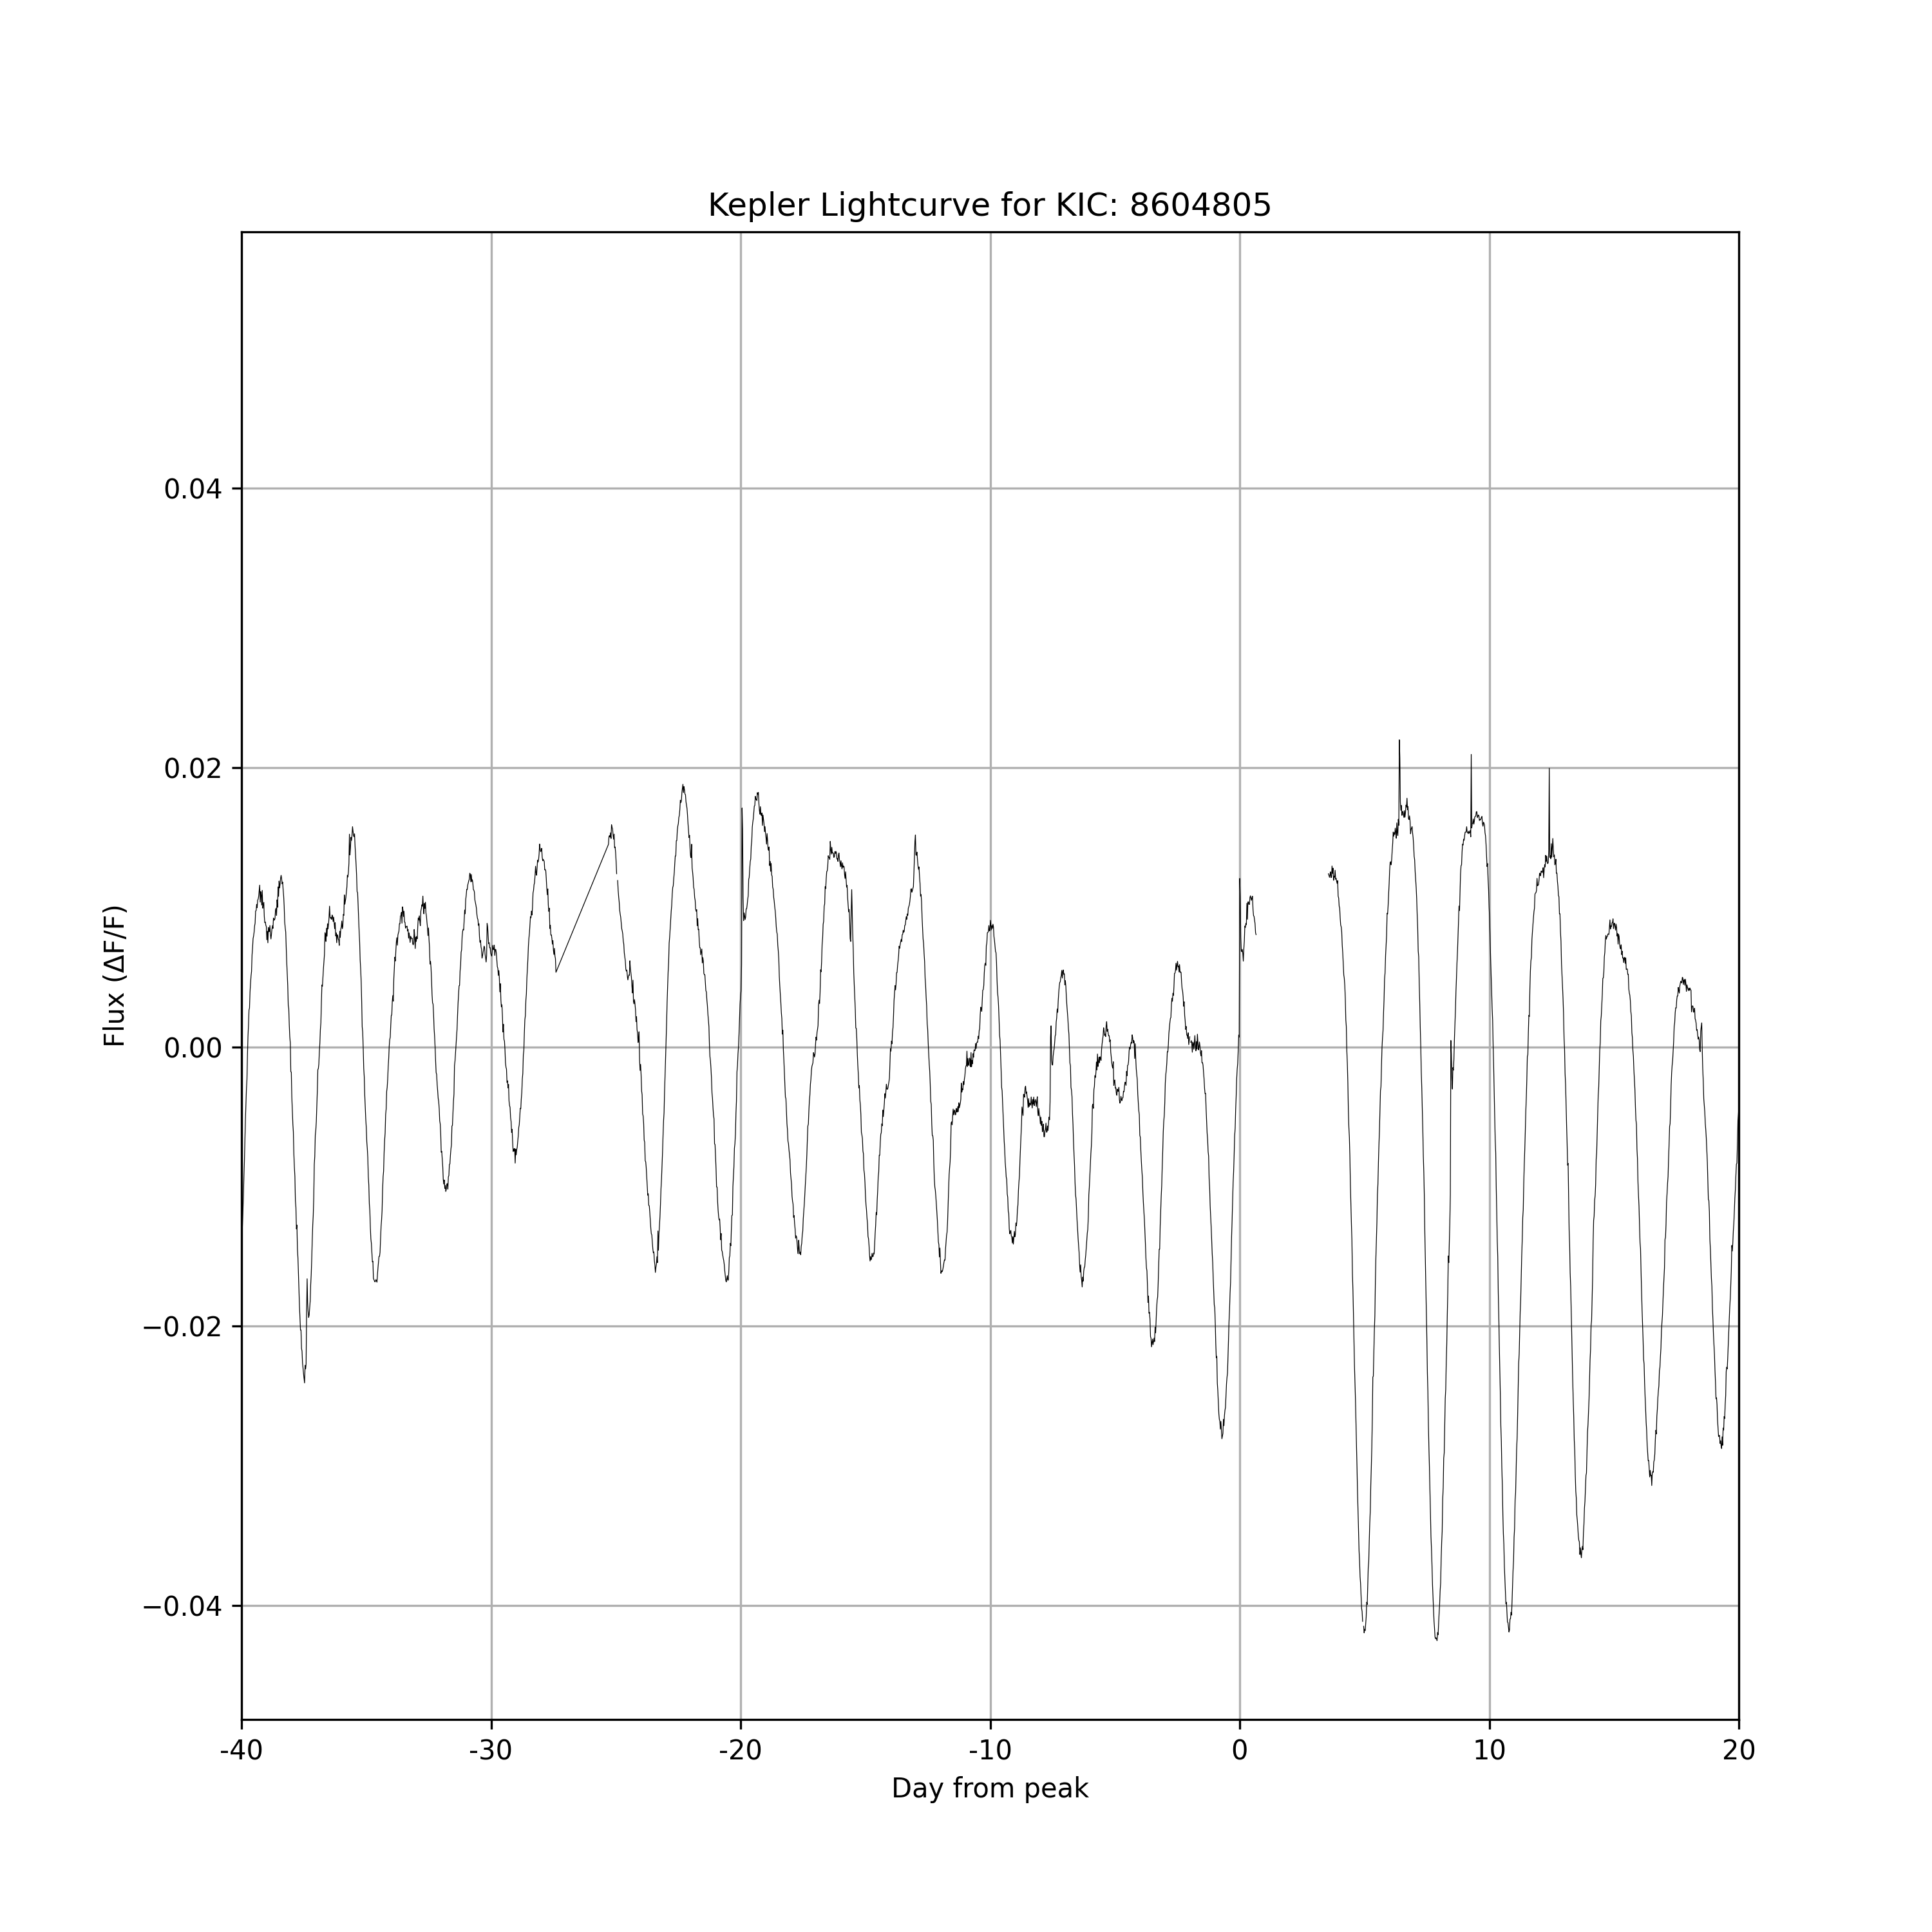 Kepler Lightcurve for KIC: 8604805
Flux (ΔF/F)
0.04
0.02
0.00
−0.02
−0.04
-40 -30 -20 -10 0 10 20
Day from peak